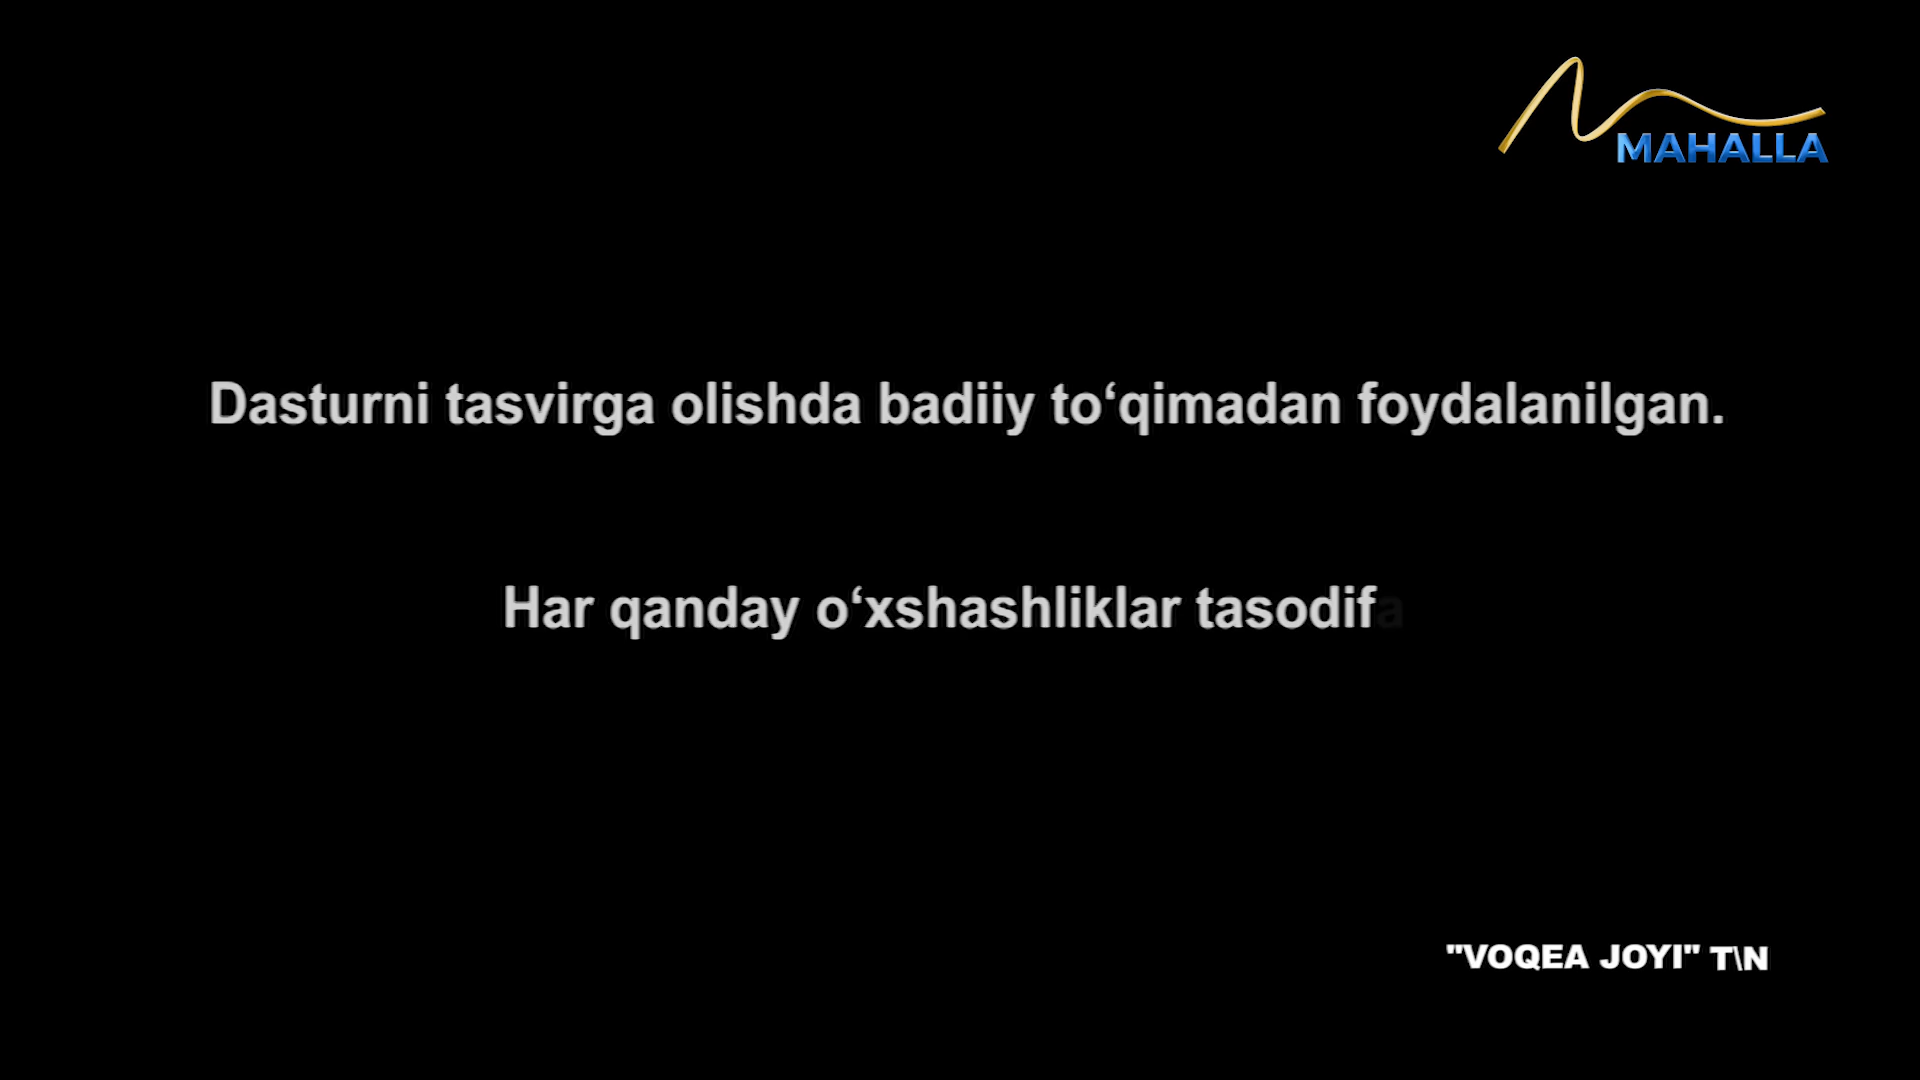 MAHALLA
Dasturni tasvirga olishda badiiy to‘qimadan foydalanilgan.
Har qanday o‘xshashliklar tasodif
"VOQEA JOYI" T\N